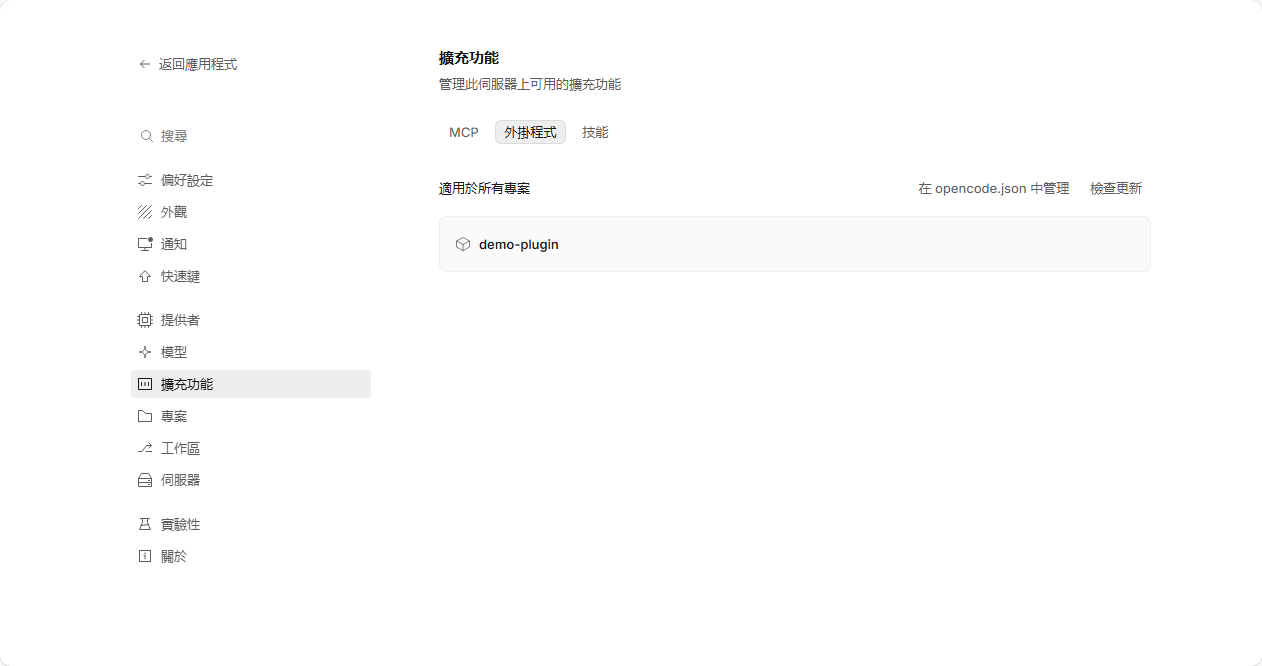 返回應用程式
搜尋
偏好設定
外觀
通知
快速鍵
提供者
模型
擴充功能
專案
工作區
伺服器
實驗性
關於
擴充功能
管理此伺服器上可用的擴充功能
MCP 外掛程式 技能
適用於所有專案 在 opencode.json 中管理 檢查更新
demo-plugin